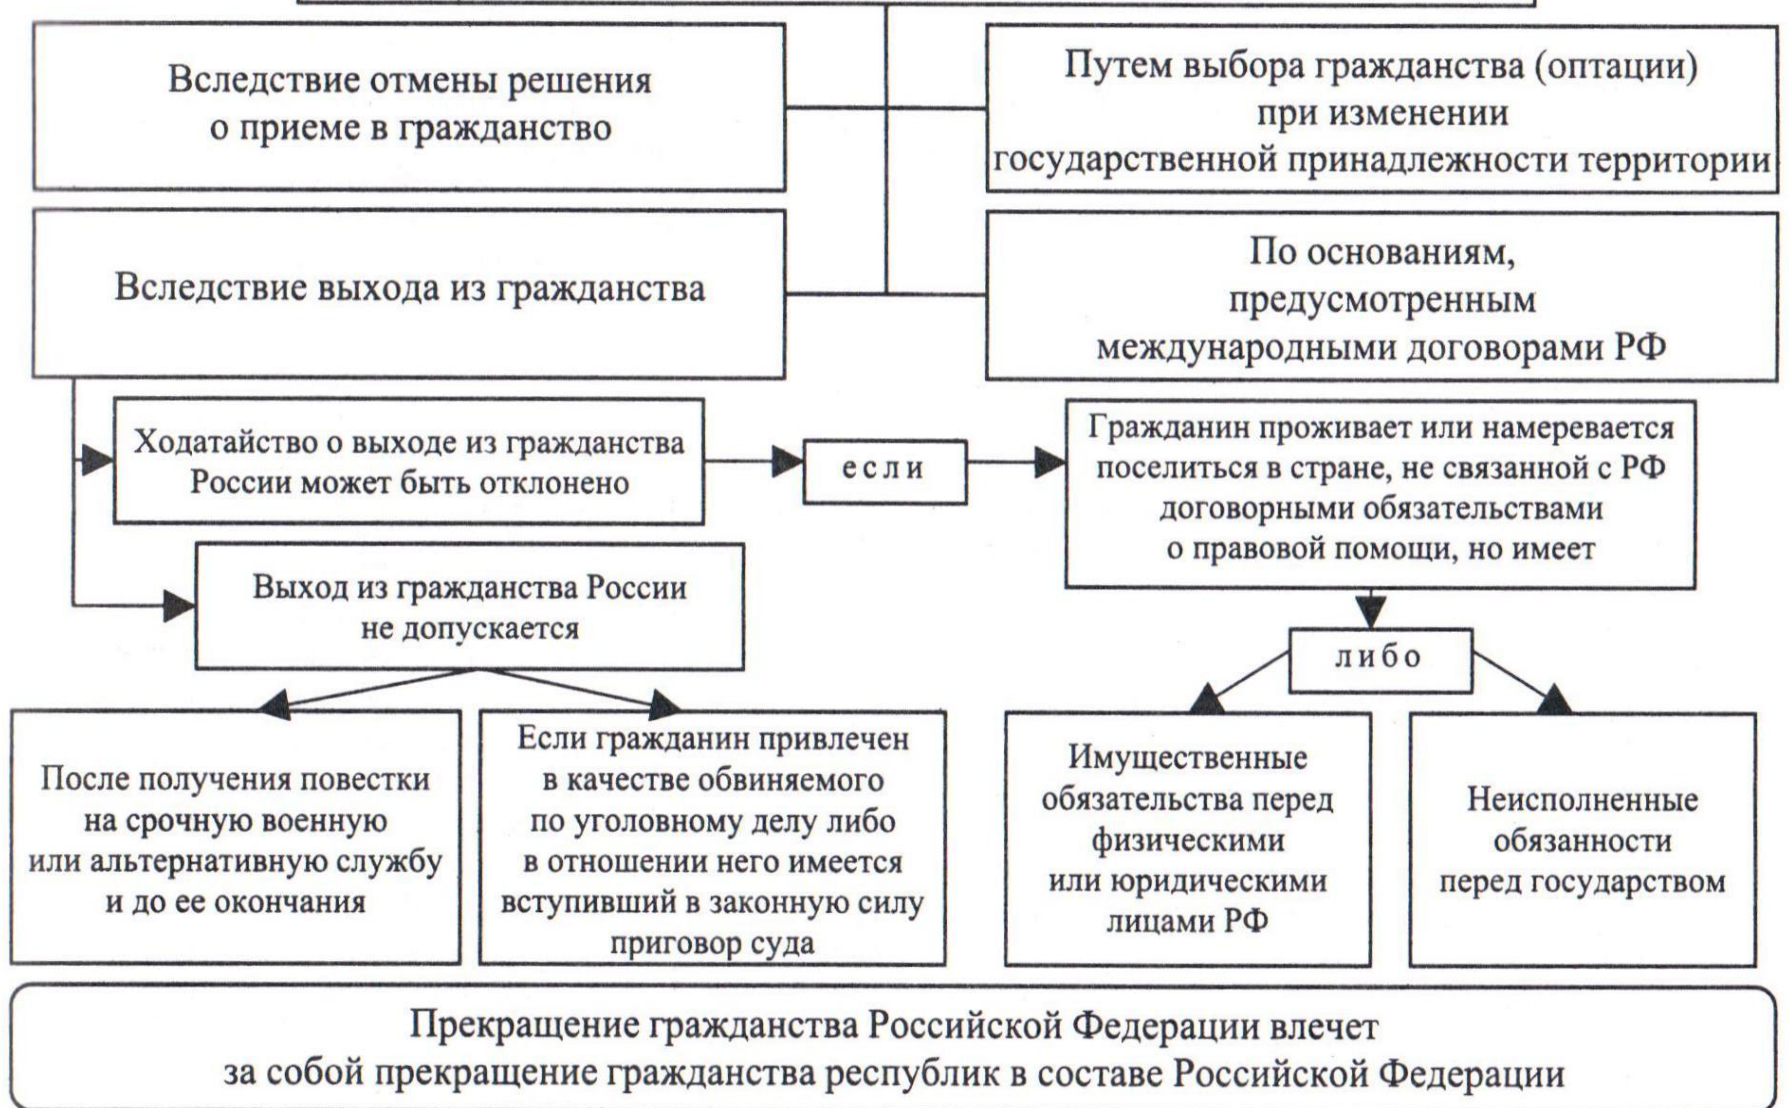 Вследствие отмены решения
о приеме в гражданство
Путем выбора гражданства (оптации)
при изменении
государственной принадлежности территории
Вследствие выхода из гражданства
По основаниям,
предусмотренным
международными договорами РФ
Ходатайство о выходе из гражданства
России может быть отклонено
если
Гражданин проживает или намеревается
поселиться в стране, не связанной с РФ
договорными обязательствами
о правовой помощи, но имеет
Выход из гражданства России
не допускается
либо
После получения повестки
на срочную военную
или альтернативную службу
и до ее окончания
Если гражданин привлечен
в качестве обвиняемого
по уголовному делу либо
в отношении него имеется
вступивший в законную силу
приговор суда
Имущественные
обязательства перед
физическими
или юридическими
лицами РФ
Неисполненные
обязанности
перед государством
Прекращение гражданства Российской Федерации влечет
за собой прекращение гражданства республик в составе Российской Федерации